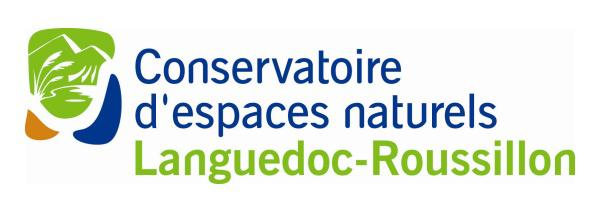 Conservatoire
d'espaces naturels
Languedoc-Roussillon